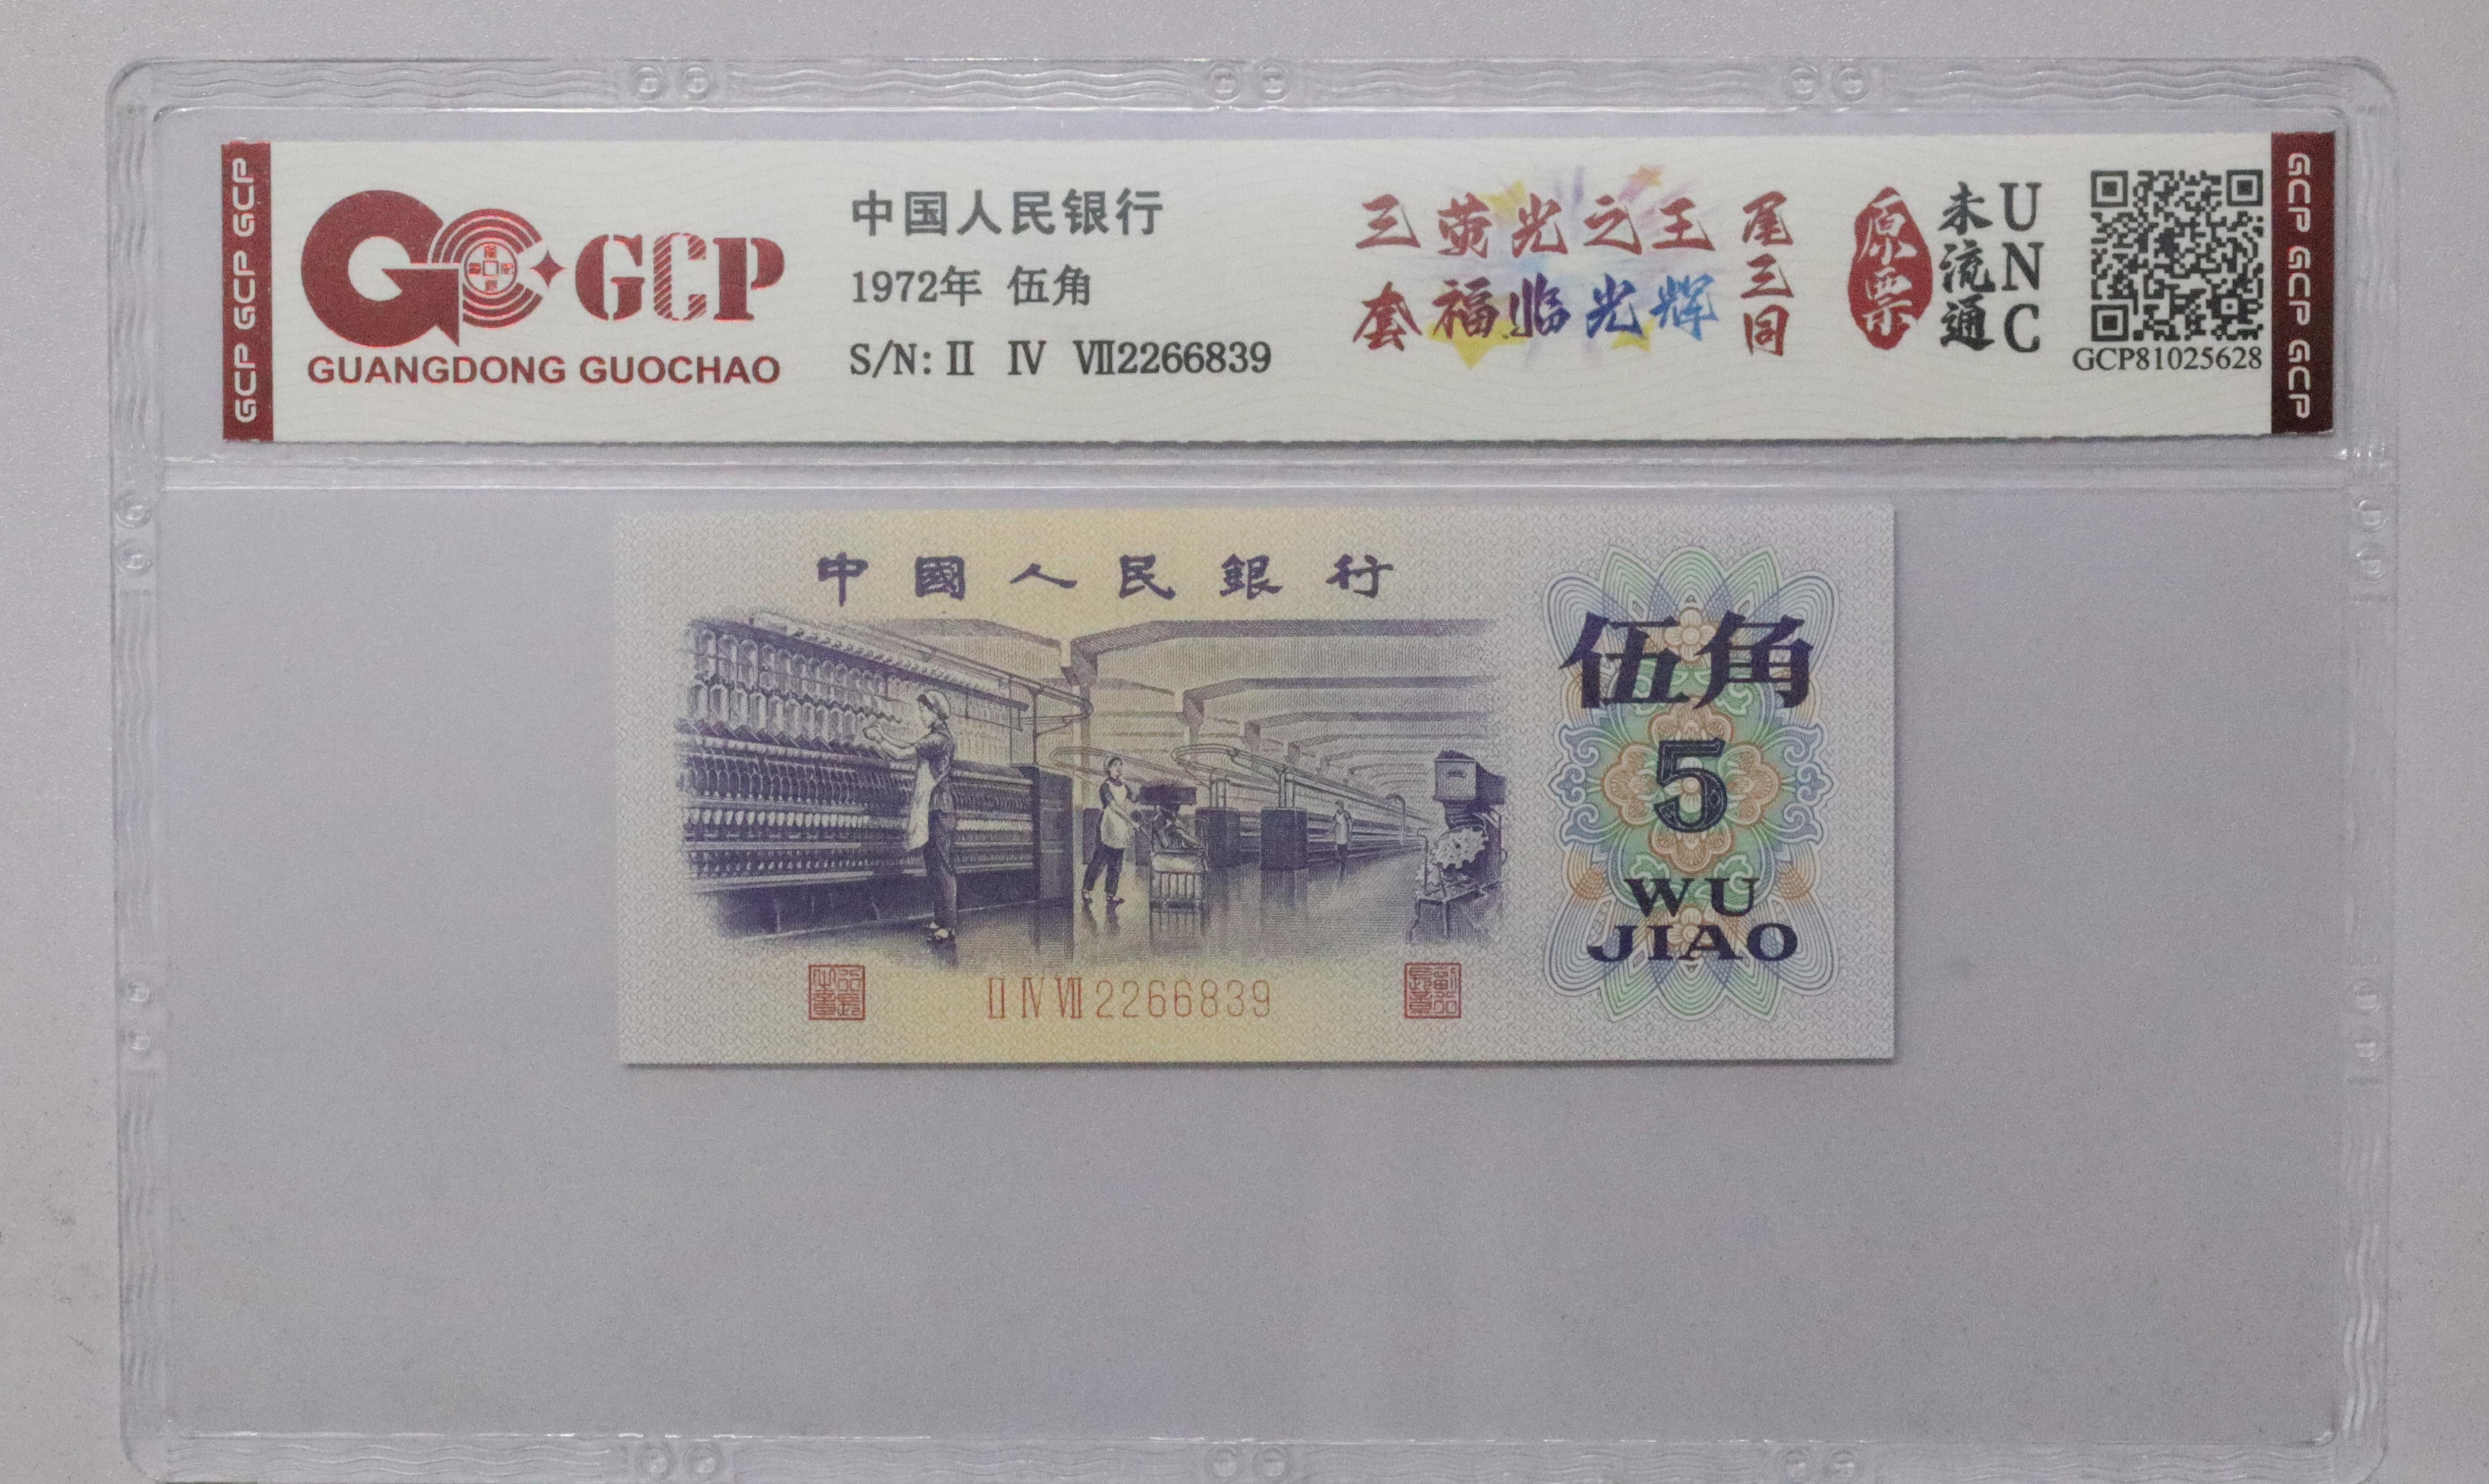 GCP GCP GCP
GCP
GUANGDONG GUOCHAO
中国人民银行
1972年 伍角
S/N: Ⅱ Ⅳ Ⅶ2266839
三荧光之王
套福临光辉
尾三同
原票
未流通
UNC
GCP81025628
GCP GCP GCP
中國人民銀行
伍角
5
WU
JIAO
Ⅱ Ⅳ Ⅶ 2266839